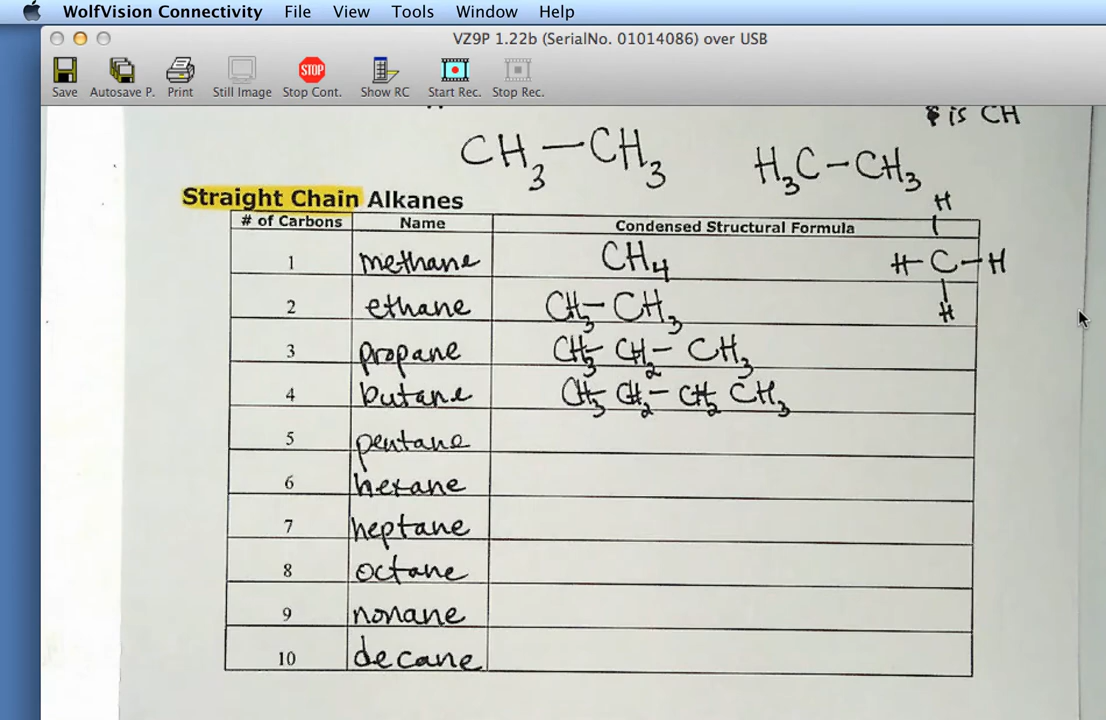 WolfVision Connectivity File View Tools Window Help
VZ9P 1.22b (SerialNo. 01014086) over USB
Save Autosave P. Print Still Image Stop Cont. Show RC Start Rec. Stop Rec.
STOP
is CH
CH3—CH3 H3C—CH3
Straight Chain Alkanes
# of Carbons Name Condensed Structural Formula
H
1 methane CH4 H—C—H
2 ethane CH3—CH3 H
3 propane CH3—CH2—CH3
4 butane CH3—CH2—CH2 CH3
5 pentane
6 hexane
7 heptane
8 octane
9 nonane
10 decane